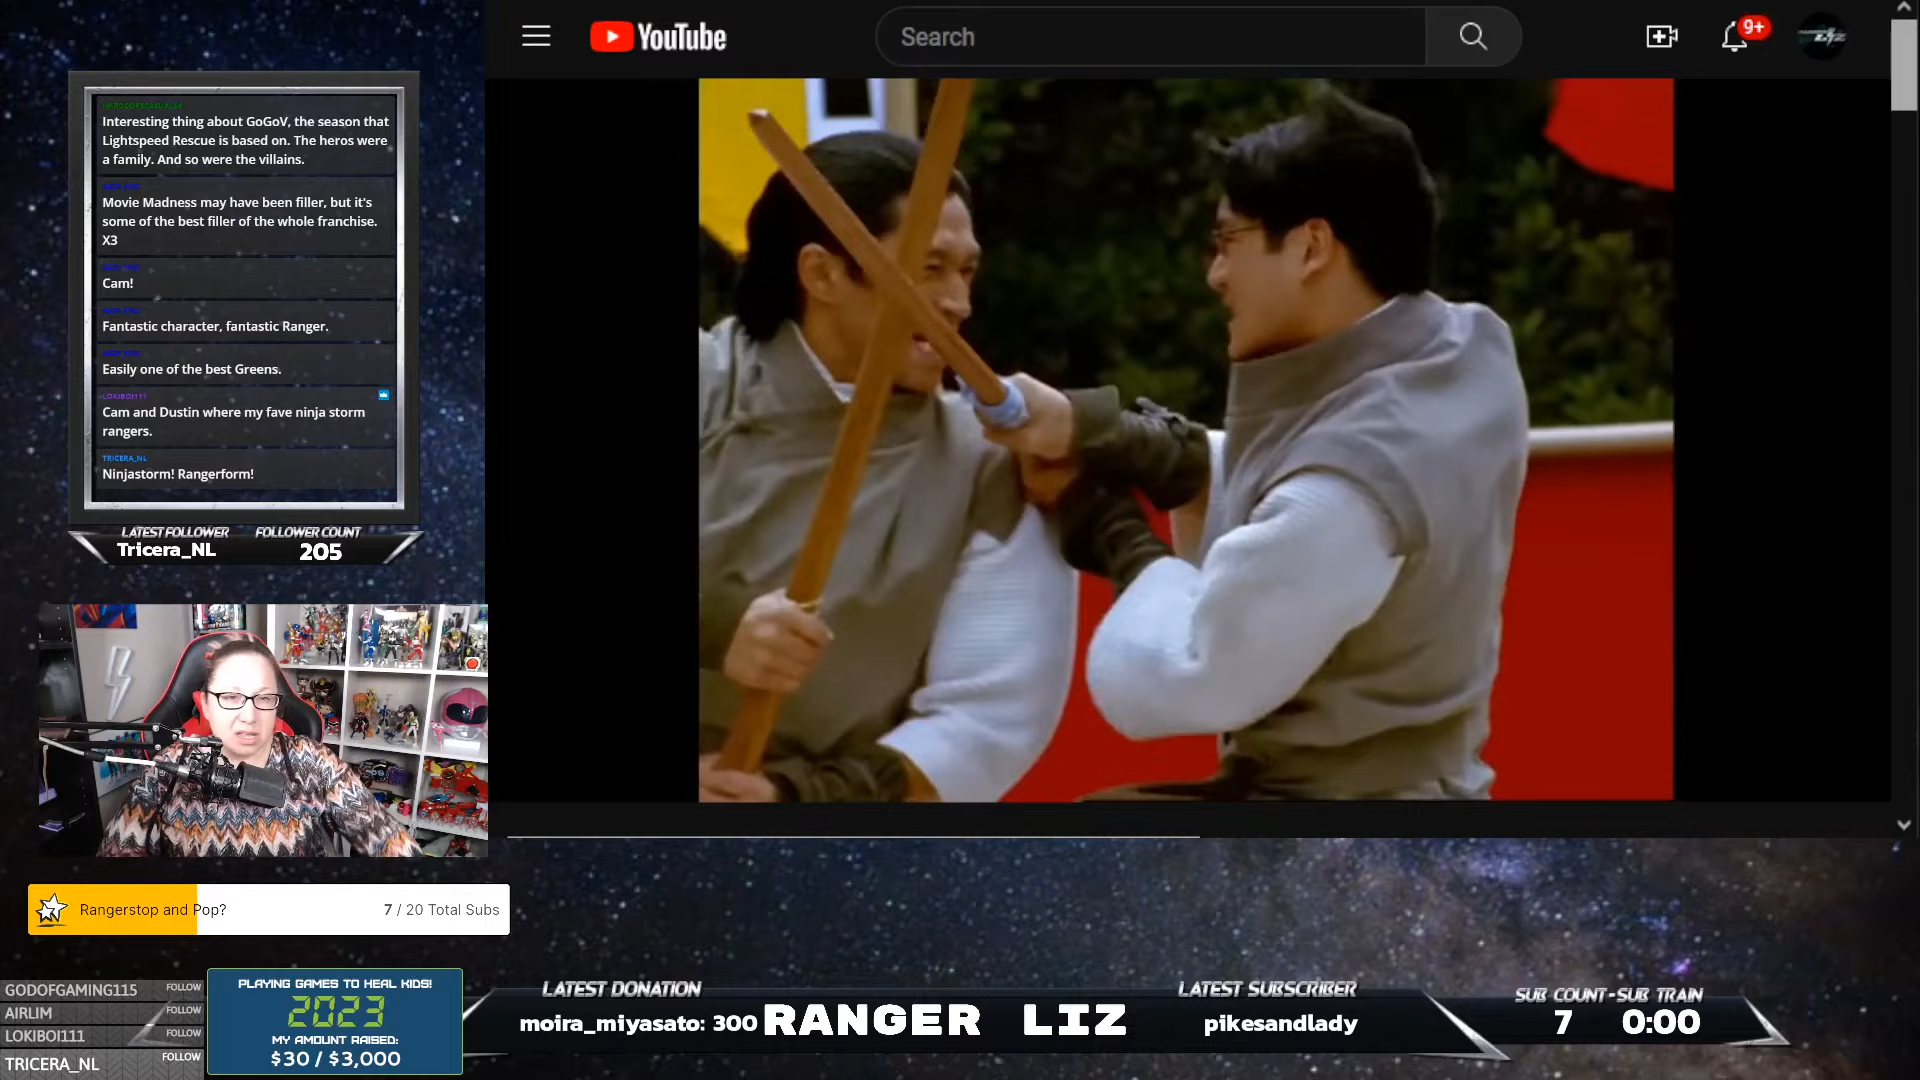 YouTube
Search
9+
HARDCORECASUAL64
Interesting thing about GoGoV, the season that
Lightspeed Rescue is based on. The heros were
a family. And so were the villains.
Movie Madness may have been filler, but it's
some of the best filler of the whole franchise.
X3
Cam!
Fantastic character, fantastic Ranger.
Easily one of the best Greens.
LOKIBOI111
Cam and Dustin where my fave ninja storm
rangers.
TRICERA_NL
Ninjastorm! Rangerform!
LATEST FOLLOWER
Tricera_NL
FOLLOWER COUNT
205
Rangerstop and Pop?
7 / 20 Total Subs
GODOFGAMING115 FOLLOW
AIRLIM FOLLOW
LOKIBOI111 FOLLOW
TRICERA_NL FOLLOW
PLAYING GAMES TO HEAL KIDS!
2023
MY AMOUNT RAISED:
$30 / $3,000
LATEST DONATION
moira_miyasato: 300
RANGER LIZ
LATEST SUBSCRIBER
pikesandlady
SUB COUNT - SUB TRAIN
7 0:00